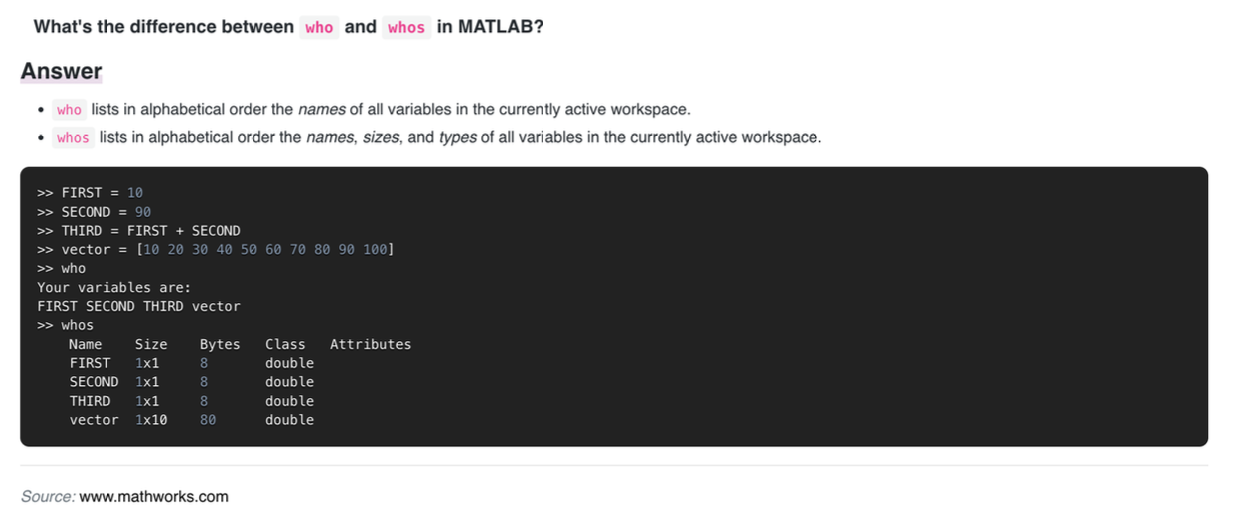 What's the difference between who and whos in MATLAB?
Answer
• who lists in alphabetical order the names of all variables in the currently active workspace.
• whos lists in alphabetical order the names, sizes, and types of all variables in the currently active workspace.
>> FIRST = 10
>> SECOND = 90
>> THIRD = FIRST + SECOND
>> vector = [10 20 30 40 50 60 70 80 90 100]
>> who
Your variables are:
FIRST SECOND THIRD vector
>> whos
Name Size Bytes Class Attributes
FIRST 1x1 8 double
SECOND 1x1 8 double
THIRD 1x1 8 double
vector 1x10 80 double
Source: www.mathworks.com